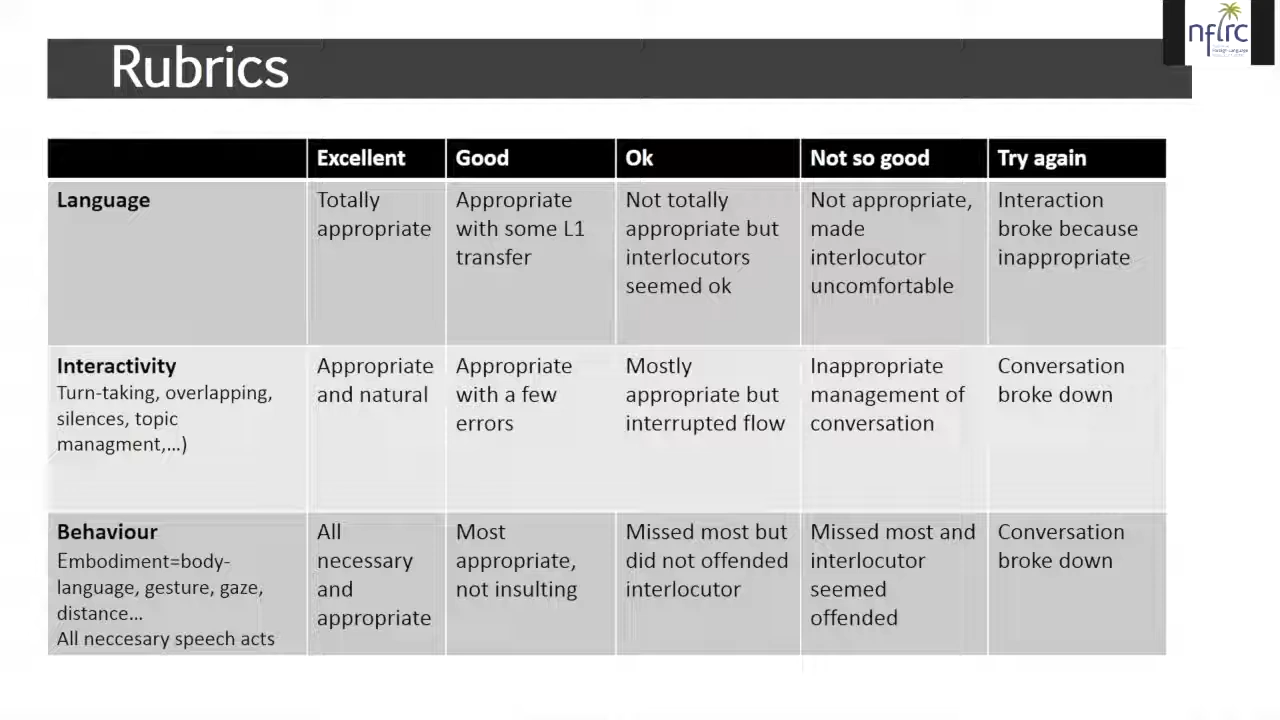 nflrc
Rubrics
Excellent
Good
Ok
Not so good
Try again
Language
Totally
appropriate
Appropriate
with some L1
transfer
Not totally
appropriate but
interlocutors
seemed ok
Not appropriate,
made
interlocutor
uncomfortable
Interaction
broke because
inappropriate
Interactivity
Turn-taking, overlapping,
silences, topic
managment,...)
Appropriate
and natural
Appropriate
with a few
errors
Mostly
appropriate but
interrupted flow
Inappropriate
management of
conversation
Conversation
broke down
Behaviour
Embodiment=body-
language, gesture, gaze,
distance...
All neccesary speech acts
All
necessary
and
appropriate
Most
appropriate,
not insulting
Missed most but
did not offended
interlocutor
Missed most and
interlocutor
seemed
offended
Conversation
broke down